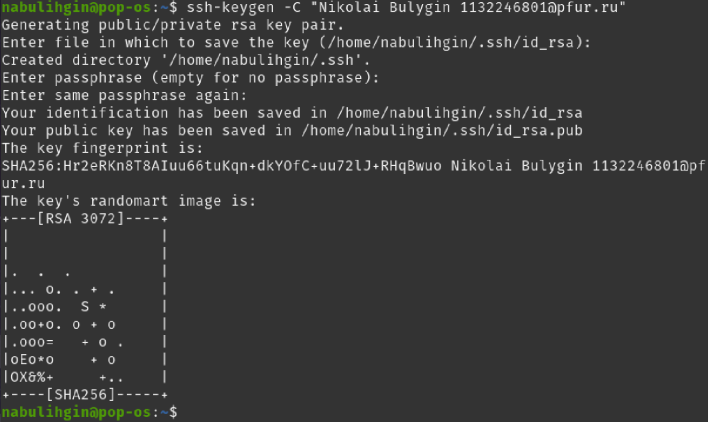 nabulihgin@pop-os:~$ ssh-keygen -C "Nikolai Bulygin 1132246801@pfur.ru"
Generating public/private rsa key pair.
Enter file in which to save the key (/home/nabulihgin/.ssh/id_rsa):
Created directory '/home/nabulihgin/.ssh'.
Enter passphrase (empty for no passphrase):
Enter same passphrase again:
Your identification has been saved in /home/nabulihgin/.ssh/id_rsa
Your public key has been saved in /home/nabulihgin/.ssh/id_rsa.pub
The key fingerprint is:
SHA256:Hr2eRKn8T8AIuu66tuKqn+dkYOfC+uu72lJ+RHqBwuo Nikolai Bulygin 1132246801@pf
ur.ru
The key's randomart image is:
+---[RSA 3072]----+
|                 |
|                 |
|.  .  .          |
|... o. . + .     |
|..ooo.  S *      |
|.oo+o. o + o     |
|.ooo=   + o .    |
|oEo*o    + o     |
|OX&%+     +..    |
+----[SHA256]-----+
nabulihgin@pop-os:~$